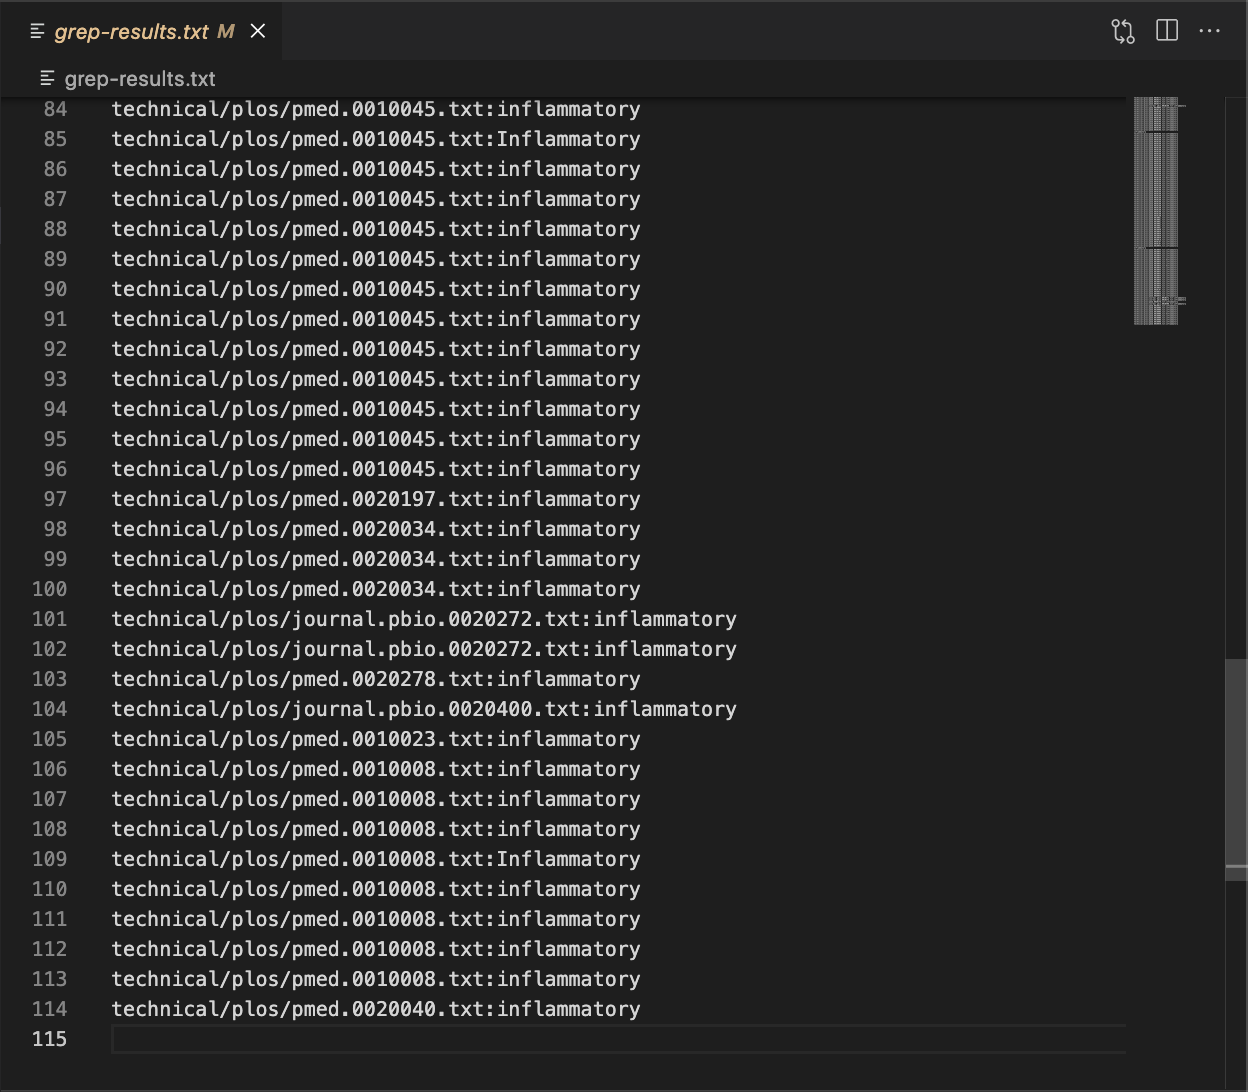 grep-results.txt M
grep-results.txt
84 technical/plos/pmed.0010045.txt:inflammatory
85 technical/plos/pmed.0010045.txt:Inflammatory
86 technical/plos/pmed.0010045.txt:inflammatory
87 technical/plos/pmed.0010045.txt:inflammatory
88 technical/plos/pmed.0010045.txt:inflammatory
89 technical/plos/pmed.0010045.txt:inflammatory
90 technical/plos/pmed.0010045.txt:inflammatory
91 technical/plos/pmed.0010045.txt:inflammatory
92 technical/plos/pmed.0010045.txt:inflammatory
93 technical/plos/pmed.0010045.txt:inflammatory
94 technical/plos/pmed.0010045.txt:inflammatory
95 technical/plos/pmed.0010045.txt:inflammatory
96 technical/plos/pmed.0010045.txt:inflammatory
97 technical/plos/pmed.0020197.txt:inflammatory
98 technical/plos/pmed.0020034.txt:inflammatory
99 technical/plos/pmed.0020034.txt:inflammatory
100 technical/plos/pmed.0020034.txt:inflammatory
101 technical/plos/journal.pbio.0020272.txt:inflammatory
102 technical/plos/journal.pbio.0020272.txt:inflammatory
103 technical/plos/pmed.0020278.txt:inflammatory
104 technical/plos/journal.pbio.0020400.txt:inflammatory
105 technical/plos/pmed.0010023.txt:inflammatory
106 technical/plos/pmed.0010008.txt:inflammatory
107 technical/plos/pmed.0010008.txt:inflammatory
108 technical/plos/pmed.0010008.txt:inflammatory
109 technical/plos/pmed.0010008.txt:Inflammatory
110 technical/plos/pmed.0010008.txt:inflammatory
111 technical/plos/pmed.0010008.txt:inflammatory
112 technical/plos/pmed.0010008.txt:inflammatory
113 technical/plos/pmed.0010008.txt:inflammatory
114 technical/plos/pmed.0020040.txt:inflammatory
115